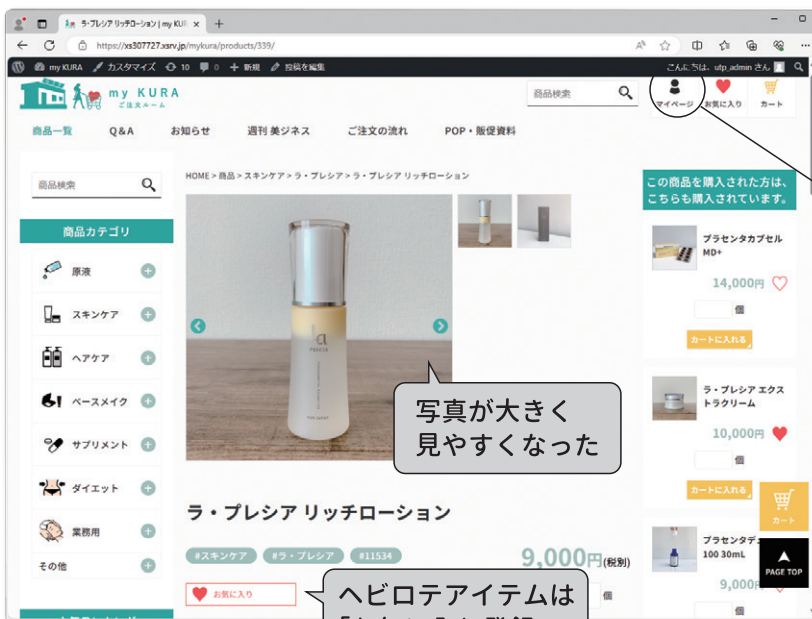 ラ・プレシア リッチローション | my KUR
https://xs307727.xsrv.jp/mykura/products/339/
my KURA カスタマイズ 10 0 新規 投稿を編集
こんにちは、utp_admin さん
my KURA
ご注文ルーム
商品検索
マイページ お気に入り カート
商品一覧 Q&A お知らせ 週刊 美ジネス ご注文の流れ POP・販促資料
商品検索
HOME > 商品 > スキンケア > ラ・プレシア > ラ・プレシア リッチローション
商品カテゴリ
原液
スキンケア
ヘアケア
ベースメイク
サプリメント
ダイエット
業務用
その他
写真が大きく
見やすくなった
ラ・プレシア リッチローション
#スキンケア #ラ・プレシア #11534
9,000円(税別)
お気に入り
個
ヘビロテアイテムは
この商品を購入された方は、
こちらも購入されています。
プラセンタカプセル
MD+
14,000円
個
カートに入れる
ラ・プレシア エクス
トラクリーム
10,000円
個
カートに入れる
カート
プラセンタデ
100 30mL
9,000
個
PAGE TOP